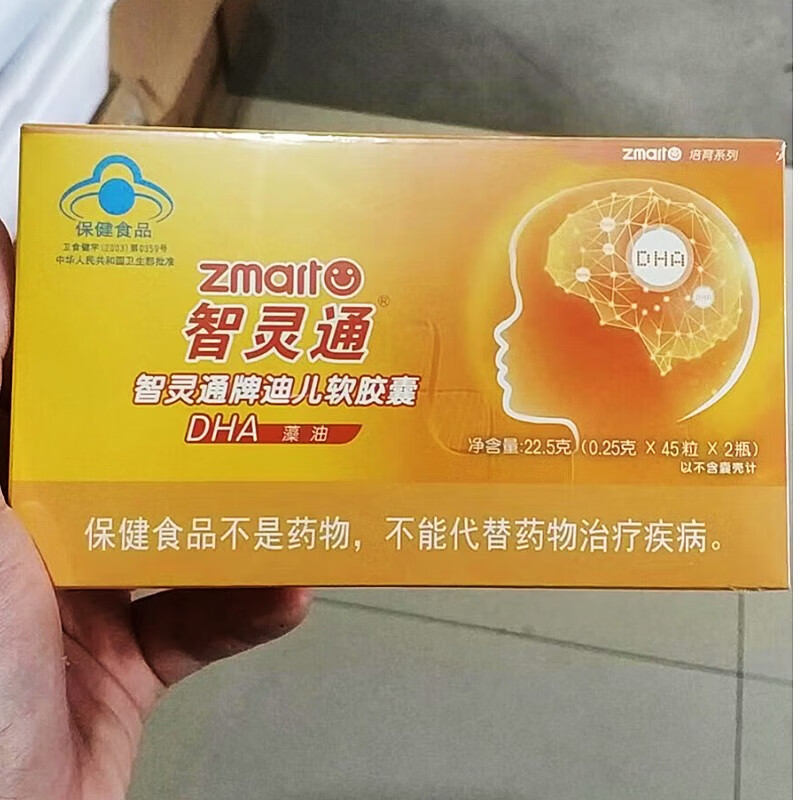 zmarto 培育系列
保健食品
卫食健字(2003)第0359号
中华人民共和国卫生部批准
zmarto
智灵通®
智灵通牌迪儿软胶囊
DHA 藻油
DHA
净含量:22.5克(0.25克×45粒×2瓶)
以不含囊壳计
保健食品不是药物，不能代替药物治疗疾病。